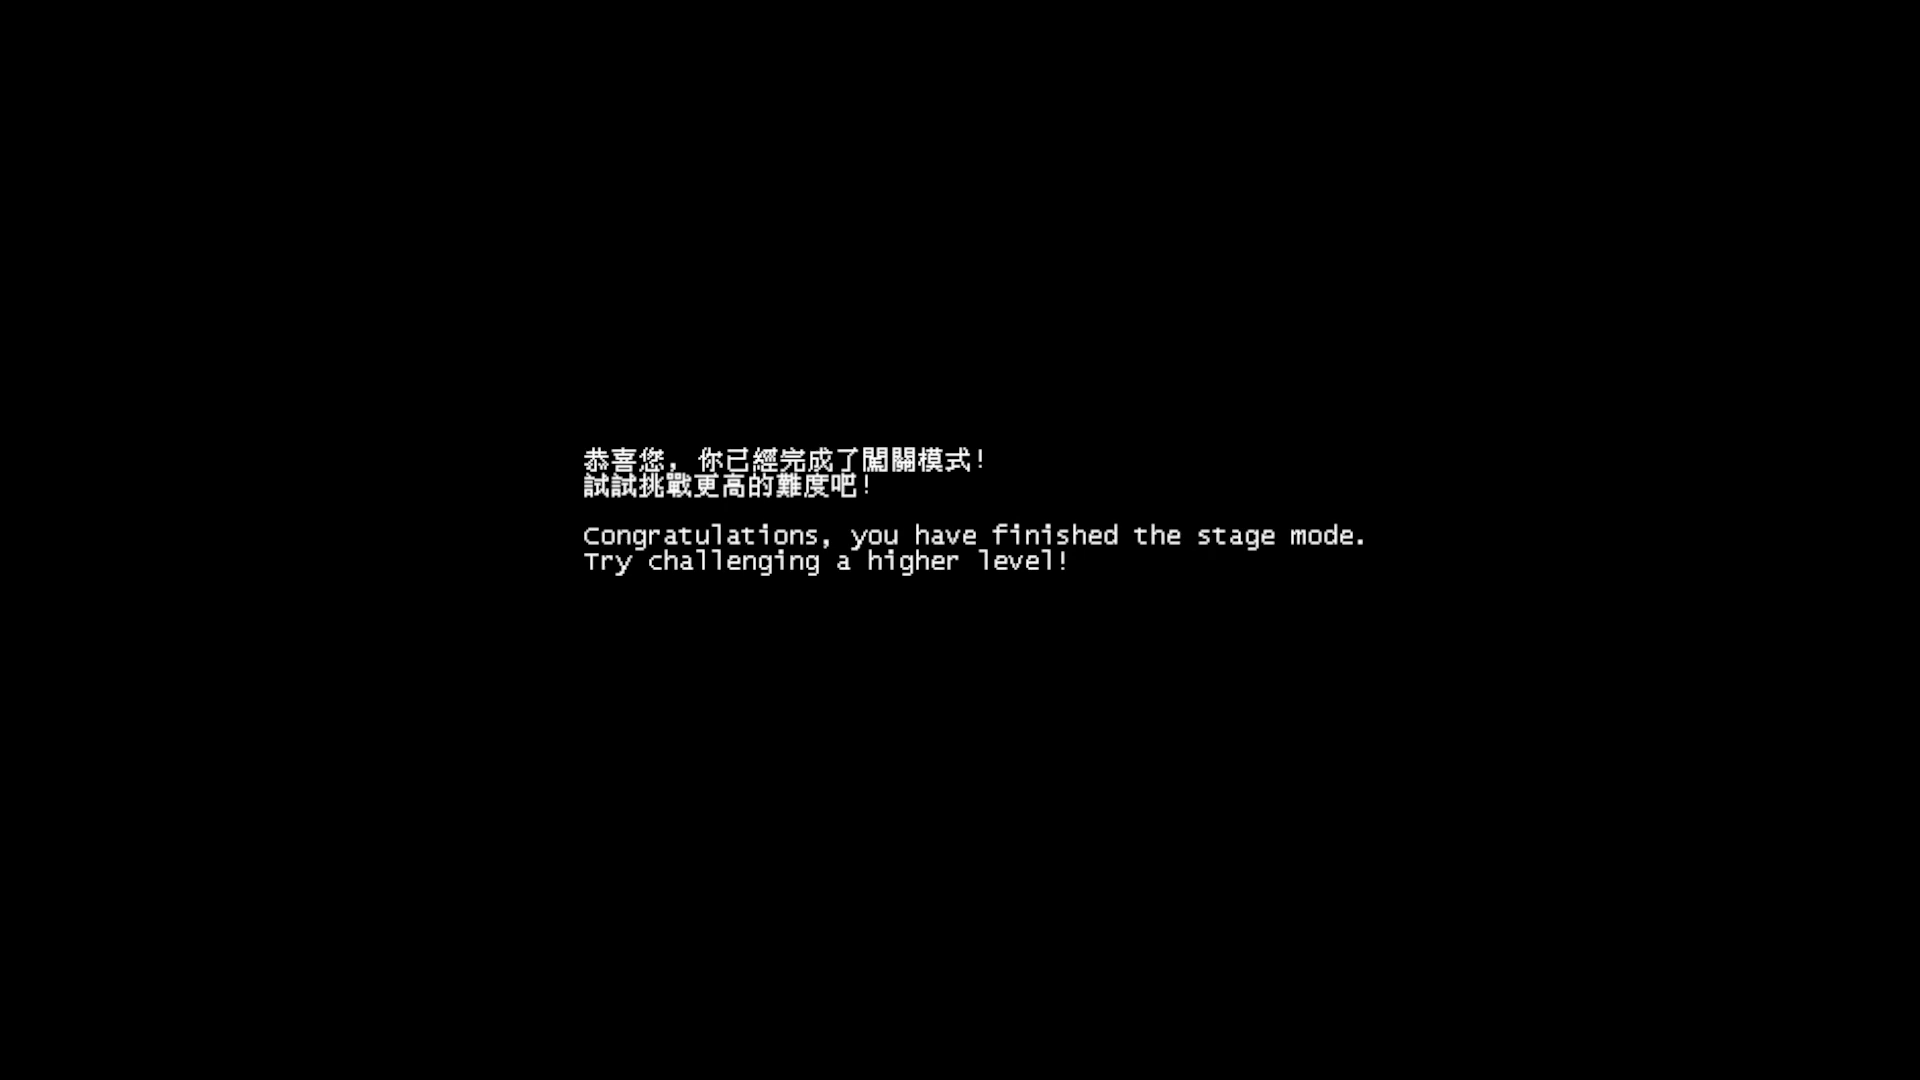 恭喜您, 你已經完成了闖關模式!
試試挑戰更高的難度吧!
Congratulations, you have finished the stage mode.
Try challenging a higher level!